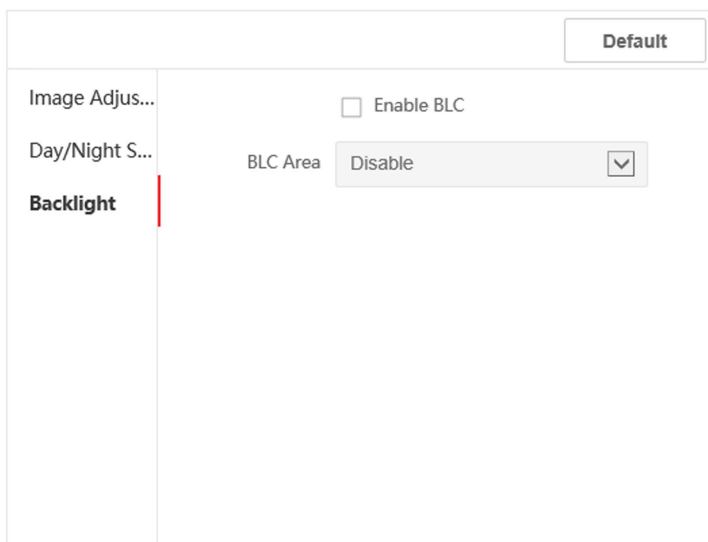 Default
Image Adjus...
Enable BLC
Day/Night S...
BLC Area Disable
Backlight